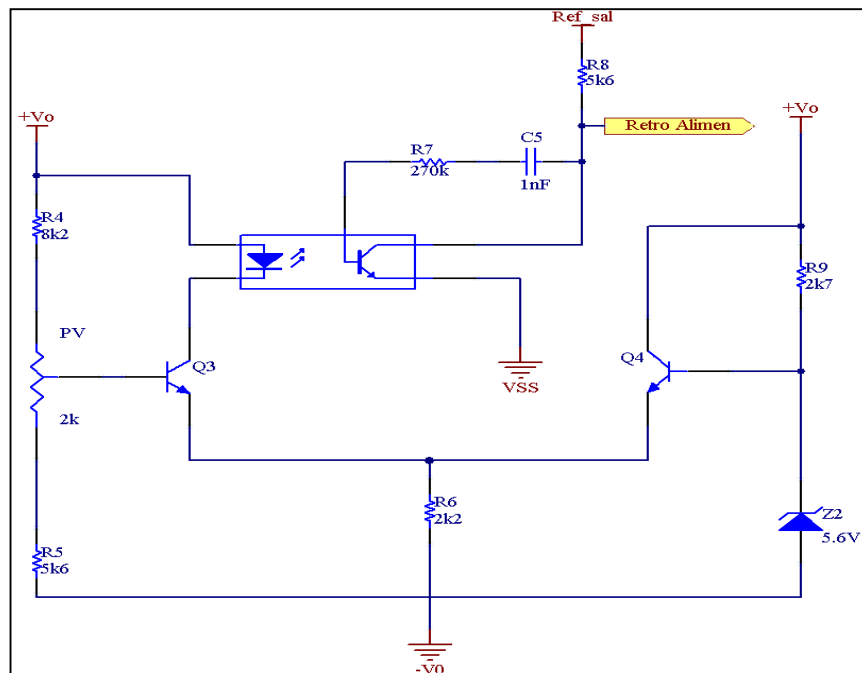 Ref_sal
R8
5k6
+Vo
+Vo
Retro Alimen
C5
R7
1nF
270k
R4
8k2
R9
2k7
PV
Q3
Q4
VSS
2k
R6
2k2
Z2
5.6V
R5
5k6
-V0